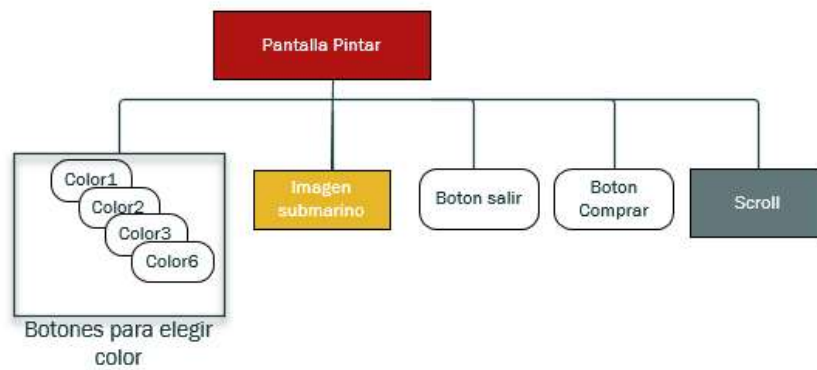 Pantalla Pintar
Color1
Color2
Color3
Color6
Imagen
submarino
Boton salir
Boton
Comprar
Scroll
Botones para elegir
color